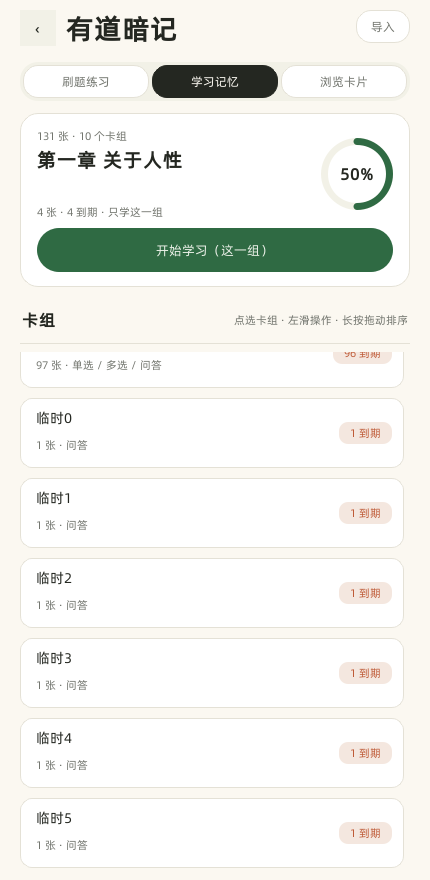 ‹ 有道暗记
导入
刷题练习 学习记忆 浏览卡片
131 张 · 10 个卡组
第一章 关于人性
50%
4 张 · 4 到期 · 只学这一组
开始学习（这一组）
卡组
点选卡组 · 左滑操作 · 长按拖动排序
96 到期
97 张 · 单选 / 多选 / 问答
临时0
1 张 · 问答
1 到期
临时1
1 张 · 问答
1 到期
临时2
1 张 · 问答
1 到期
临时3
1 张 · 问答
1 到期
临时4
1 张 · 问答
1 到期
临时5
1 张 · 问答
1 到期